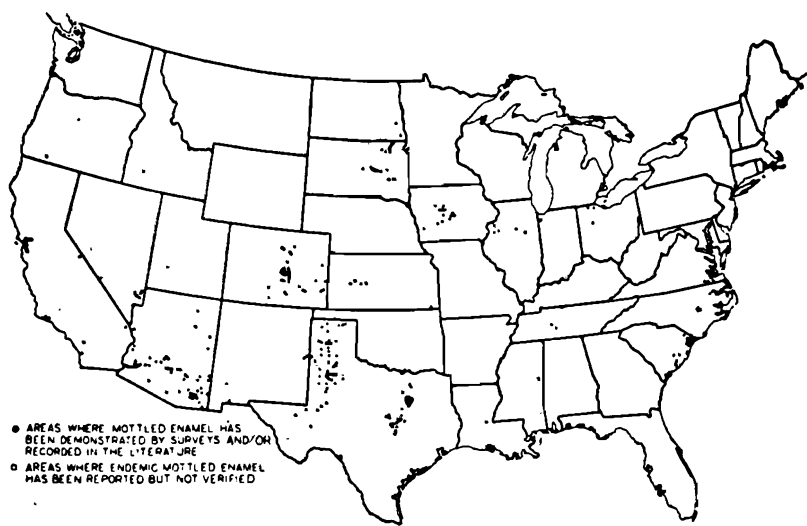 AREAS WHERE MOTTLED ENAMEL HAS
BEEN DEMONSTRATED BY SURVEYS AND/OR
RECORDED IN THE LITERATURE
AREAS WHERE ENDEMIC MOTTLED ENAMEL
HAS BEEN REPORTED BUT NOT VERIFIED